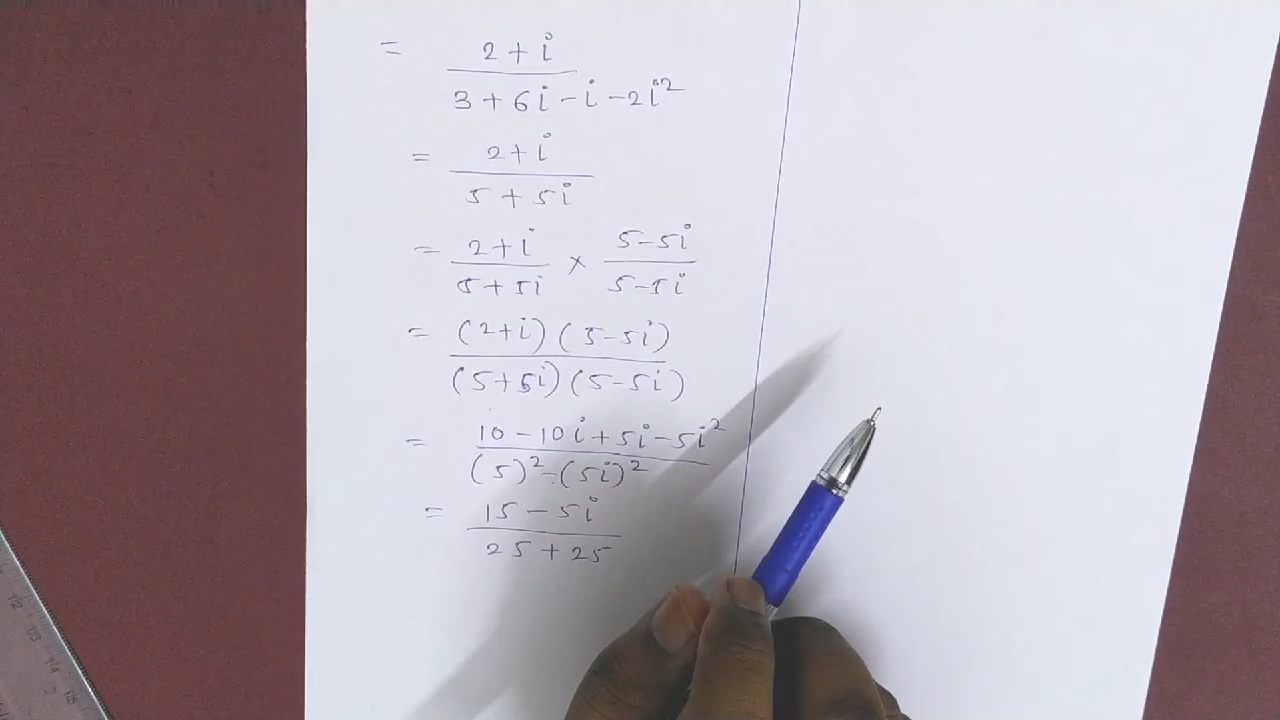 = (2+i)/(3+6i-i-2i²)
= (2+i)/(5+5i)
= (2+i)/(5+5i) × (5-5i)/(5-5i)
= (2+i)(5-5i)/(5+5i)(5-5i)
= (10-10i+5i-5i²)/((5)²-(5i)²)
= (15-5i)/(25+25)